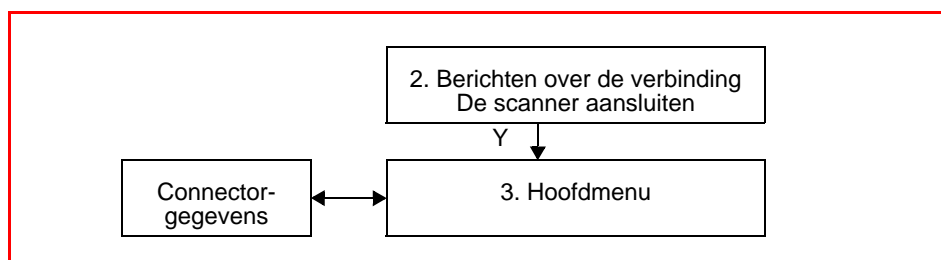 2. Berichten over de verbinding
De scanner aansluiten
Y
Connector-
gegevens
3. Hoofdmenu